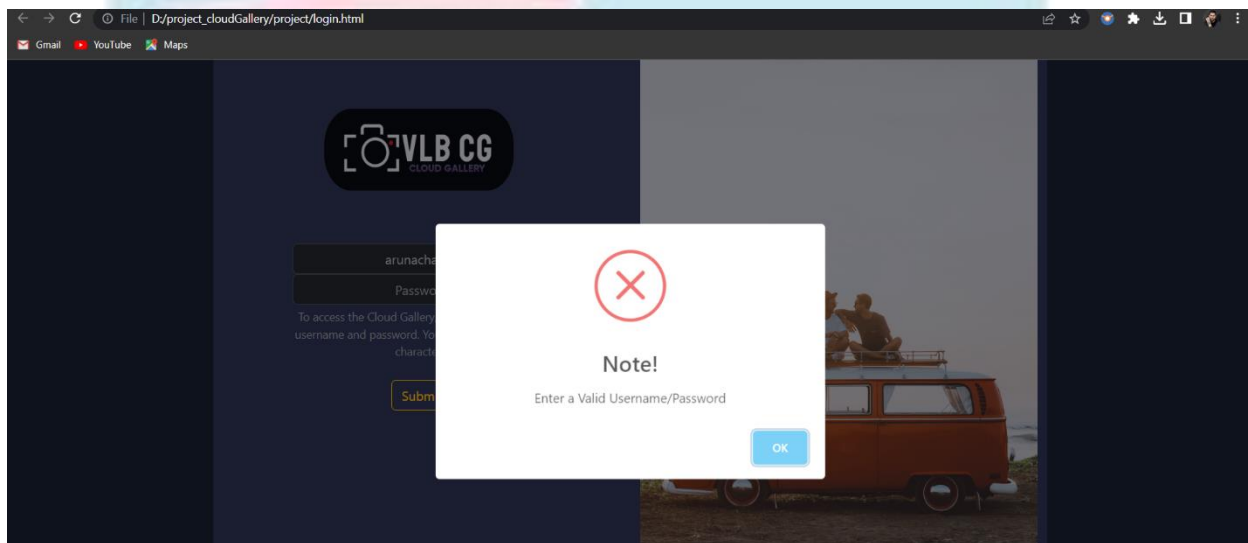 File | D:/project_cloudGallery/project/login.html
Gmail YouTube Maps
VLB CG
CLOUD GALLERY
arunacha
Passwo
To access the Cloud Gallery
username and password. Yo
characte
Subm
Note!
Enter a Valid Username/Password
OK